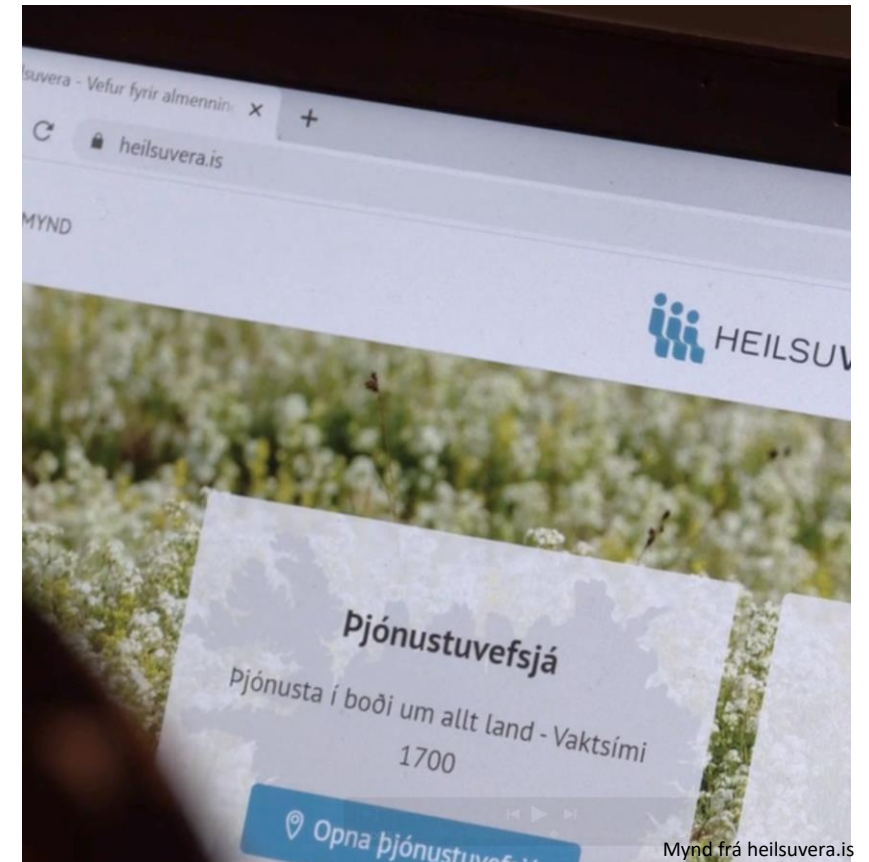 lsuvera - Vefur fyrir almennin
heilsuvera.is
MYND
HEILSUV
Þjónustuvefsjá
Þjónusta í boði um allt land - Vaktsími
1700
Opna þjónustuvefsjá
Mynd frá heilsuvera.is